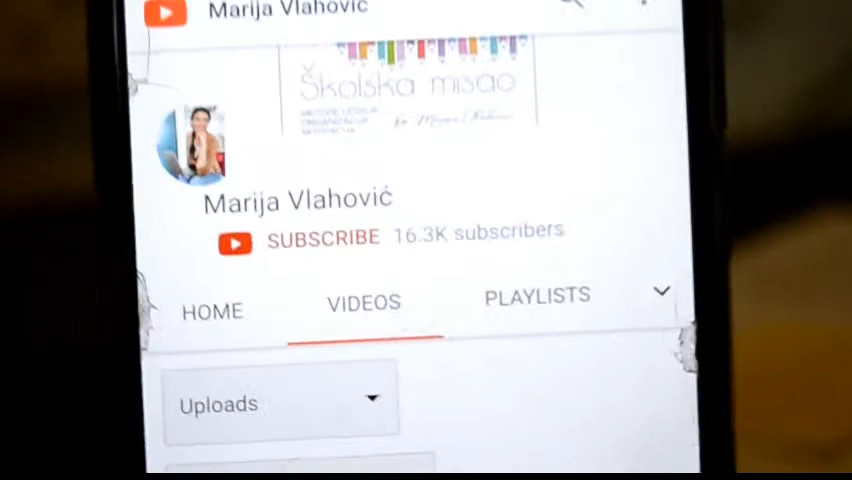 Marija Vlahović
Školska misao
Marija Vlahović
SUBSCRIBE 16.3K subscribers
HOME VIDEOS PLAYLISTS
Uploads